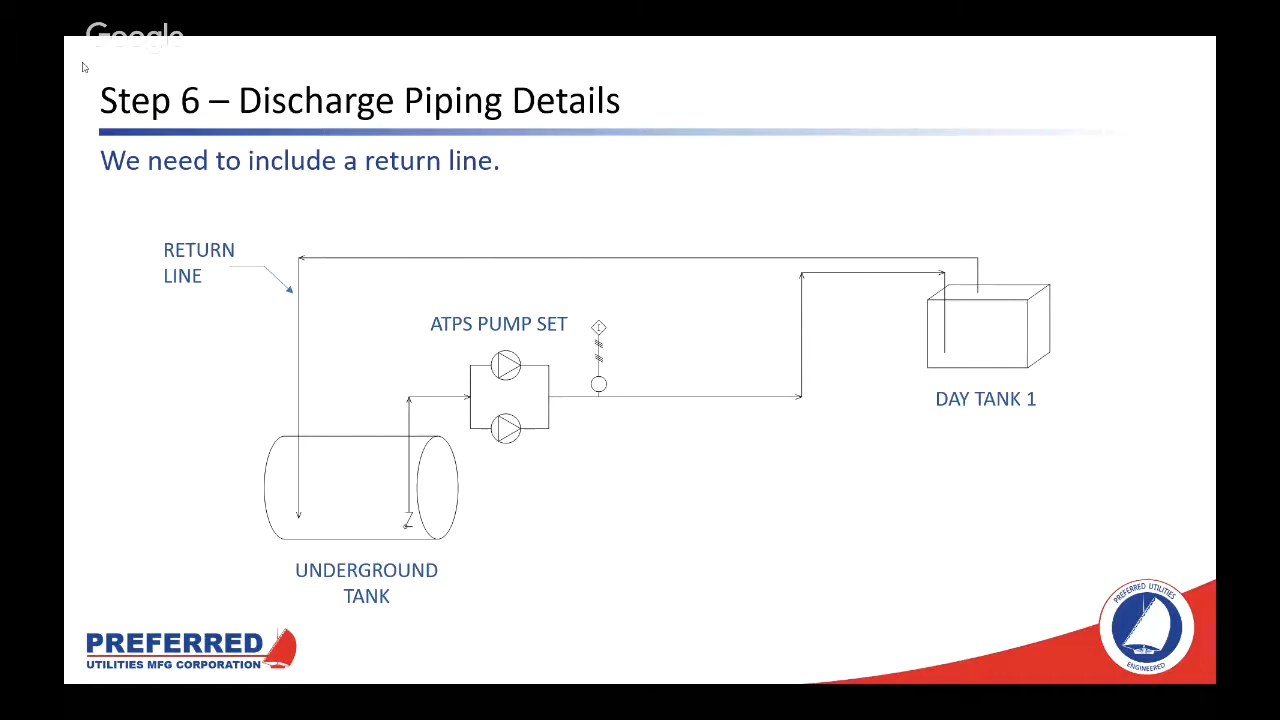 Google
Step 6 – Discharge Piping Details
We need to include a return line.
RETURN
LINE
ATPS PUMP SET
I
DAY TANK 1
UNDERGROUND
TANK
PREFERRED
UTILITIES MFG CORPORATION
PREFERRED UTILITIES
ENGINEERED